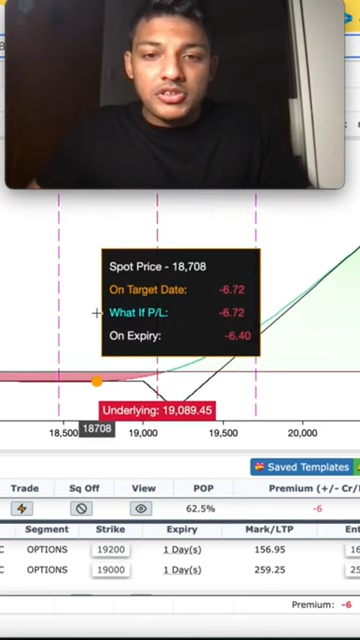 Spot Price - 18,708
On Target Date: -6.72
What If P/L: -6.72
On Expiry: -6.40
Underlying: 19,089.45
18,500 19,000 19,500 20,000
18708
Saved Templates
Trade Sq Off View POP Premium (+/- Cr/
62.5% -6
Segment Strike Expiry Mark/LTP Ent
C OPTIONS 19200 1 Day(s) 156.95 16
C OPTIONS 19000 1 Day(s) 259.25 25
Premium: -6